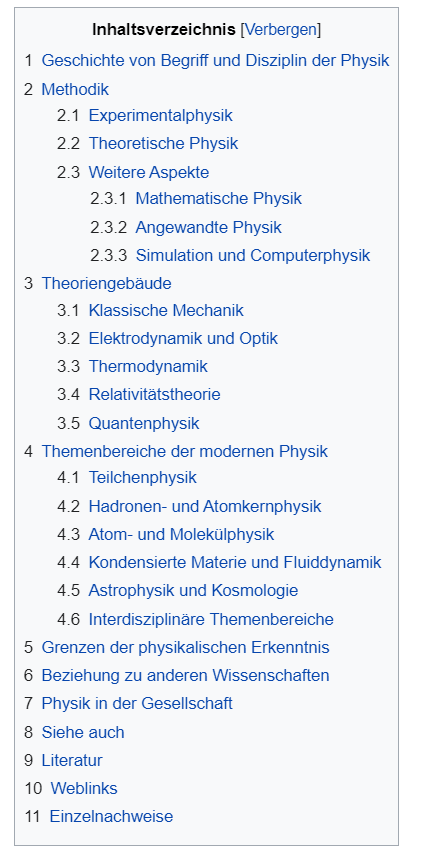 Inhaltsverzeichnis [Verbergen]
1 Geschichte von Begriff und Disziplin der Physik
2 Methodik
2.1 Experimentalphysik
2.2 Theoretische Physik
2.3 Weitere Aspekte
2.3.1 Mathematische Physik
2.3.2 Angewandte Physik
2.3.3 Simulation und Computerphysik
3 Theoriengebäude
3.1 Klassische Mechanik
3.2 Elektrodynamik und Optik
3.3 Thermodynamik
3.4 Relativitätstheorie
3.5 Quantenphysik
4 Themenbereiche der modernen Physik
4.1 Teilchenphysik
4.2 Hadronen- und Atomkernphysik
4.3 Atom- und Molekülphysik
4.4 Kondensierte Materie und Fluiddynamik
4.5 Astrophysik und Kosmologie
4.6 Interdisziplinäre Themenbereiche
5 Grenzen der physikalischen Erkenntnis
6 Beziehung zu anderen Wissenschaften
7 Physik in der Gesellschaft
8 Siehe auch
9 Literatur
10 Weblinks
11 Einzelnachweise